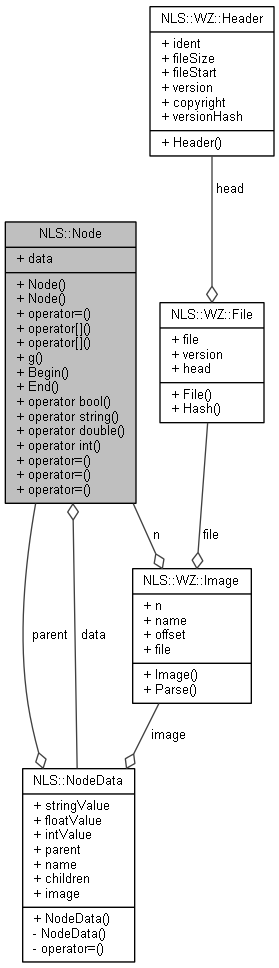 NLS::WZ::Header
+ ident
+ fileSize
+ fileStart
+ version
+ copyright
+ versionHash
+ Header()
head
NLS::Node
+ data
+ Node()
+ Node()
+ operator=()
+ operator[]()
+ operator[]()
+ g()
+ Begin()
+ End()
+ operator bool()
+ operator string()
+ operator double()
+ operator int()
+ operator=()
+ operator=()
+ operator=()
NLS::WZ::File
+ file
+ version
+ head
+ File()
+ Hash()
n
file
NLS::WZ::Image
+ n
+ name
+ offset
+ file
+ Image()
+ Parse()
parent
data
image
NLS::NodeData
+ stringValue
+ floatValue
+ intValue
+ parent
+ name
+ children
+ image
+ NodeData()
- NodeData()
- operator=()